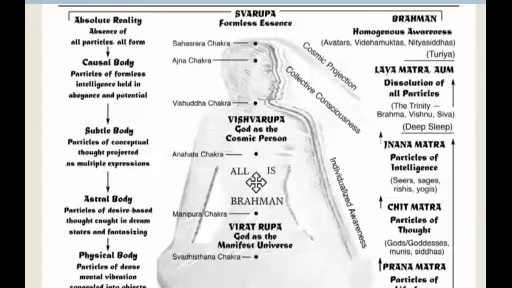 SVARUPA
Formless Essence
Absolute Reality
Absence of
all particles, all form
Causal Body
Particles of formless
intelligence held in
abeyance and potential
Subtle Body
Particles of conceptual
thought projected
as multiple expressions
Astral Body
Particles of desire-based
thought caught in dream
states and fantasizing
Physical Body
Particles of dense
mental vibration
congealed into objects
Sahasrara Chakra
Ajna Chakra
Vishuddha Chakra
VISHVARUPA
God as the
Cosmic Person
Anahata Chakra
ALL IS
BRAHMAN
Manipura Chakra
VIRAT RUPA
God as the
Manifest Universe
Svadhisthana Chakra
Cosmic Projection
Collective Consciousness
Individualized Awareness
BRAHMAN
Homogenous Awareness
(Avatars, Videhamuktas, Nityasiddhas)
(Turiya)
LAYA MATRA, AUM
Dissolution of
all Particles
(The Trinity –
Brahma, Vishnu, Siva)
(Deep Sleep)
JNANA MATRA
Particles of
Intelligence
(Seers, sages,
rishis, yogis)
CHIT MATRA
Particles of
Thought
(Gods/Goddesses,
munis, siddhas)
PRANA MATRA
Particles of